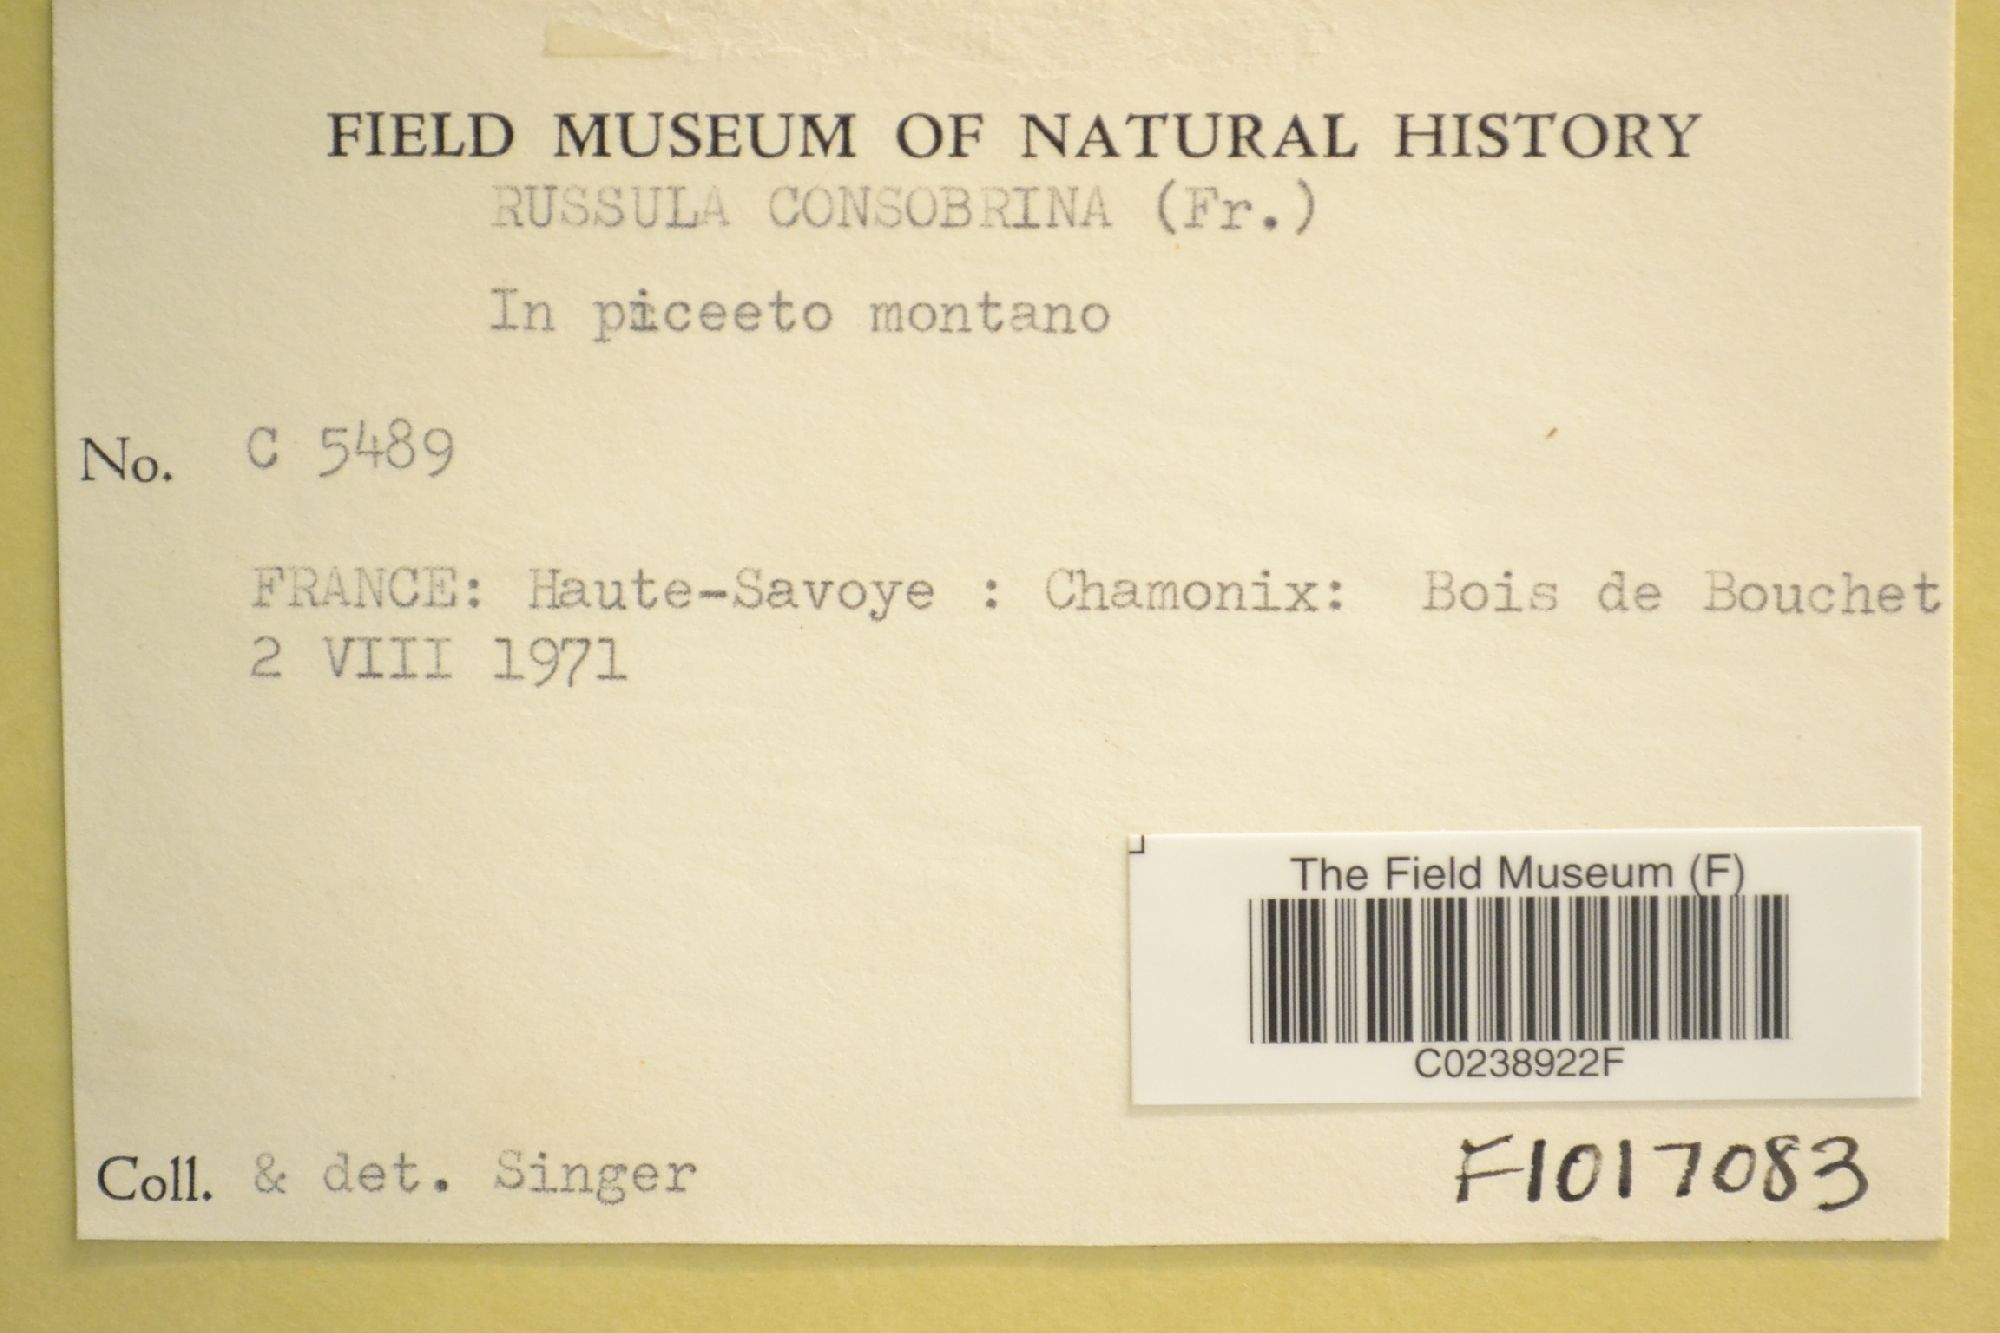 FIELD MUSEUM OF NATURAL HISTORY
RUSSULA CONSOBRINA (Fr.)
In piceeto montano
No. C 5489
FRANCE: Haute-Savoye : Chamonix: Bois de Bouchet
2 VIII 1971
The Field Museum (F)
C0238922F
Coll. & det. Singer
F1017083